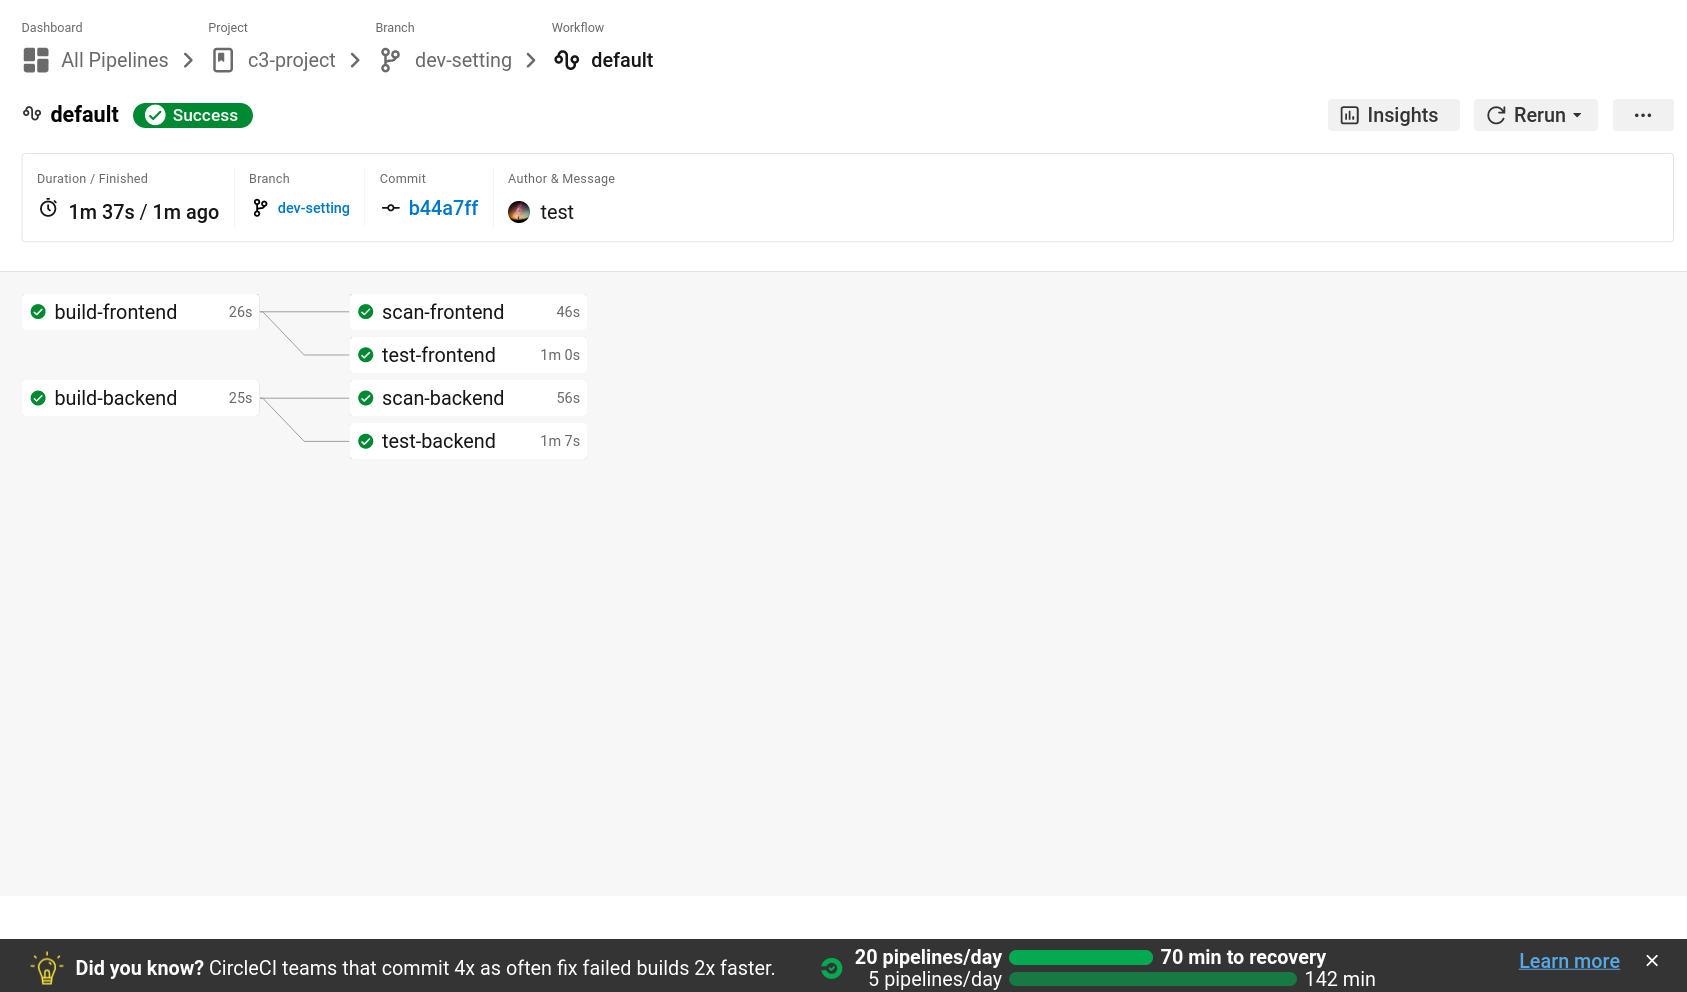 Dashboard Project Branch Workflow
All Pipelines c3-project dev-setting default
default Success Insights Rerun ...
Duration / Finished Branch Commit Author & Message
1m 37s / 1m ago dev-setting b44a7ff test
build-frontend 26s scan-frontend 46s
test-frontend 1m 0s
build-backend 25s scan-backend 56s
test-backend 1m 7s
Did you know? CircleCI teams that commit 4x as often fix failed builds 2x faster.
20 pipelines/day 70 min to recovery
5 pipelines/day 142 min
Learn more